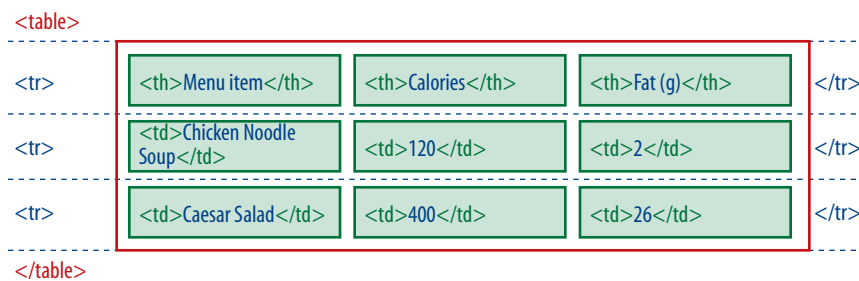 <table>
<tr> <th>Menu item</th> <th>Calories</th> <th>Fat (g)</th> </tr>
<tr> <td>Chicken Noodle
Soup</td> <td>120</td> <td>2</td> </tr>
<tr> <td>Caesar Salad</td> <td>400</td> <td>26</td> </tr>
</table>